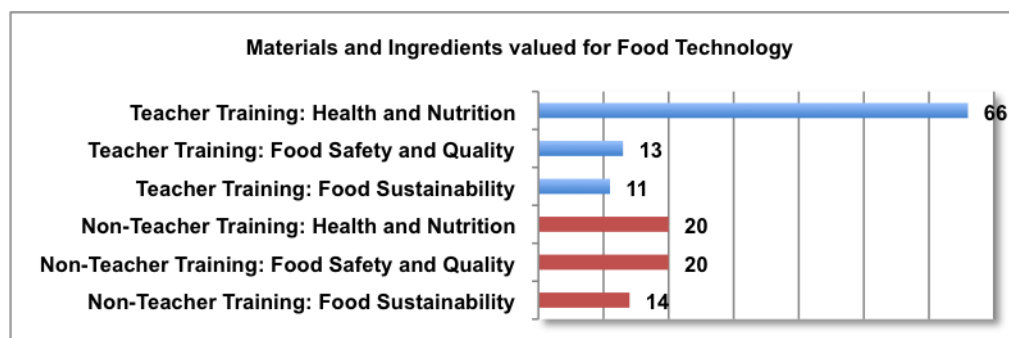 Materials and Ingredients valued for Food Technology
Teacher Training: Health and Nutrition 66
Teacher Training: Food Safety and Quality 13
Teacher Training: Food Sustainability 11
Non-Teacher Training: Health and Nutrition 20
Non-Teacher Training: Food Safety and Quality 20
Non-Teacher Training: Food Sustainability 14